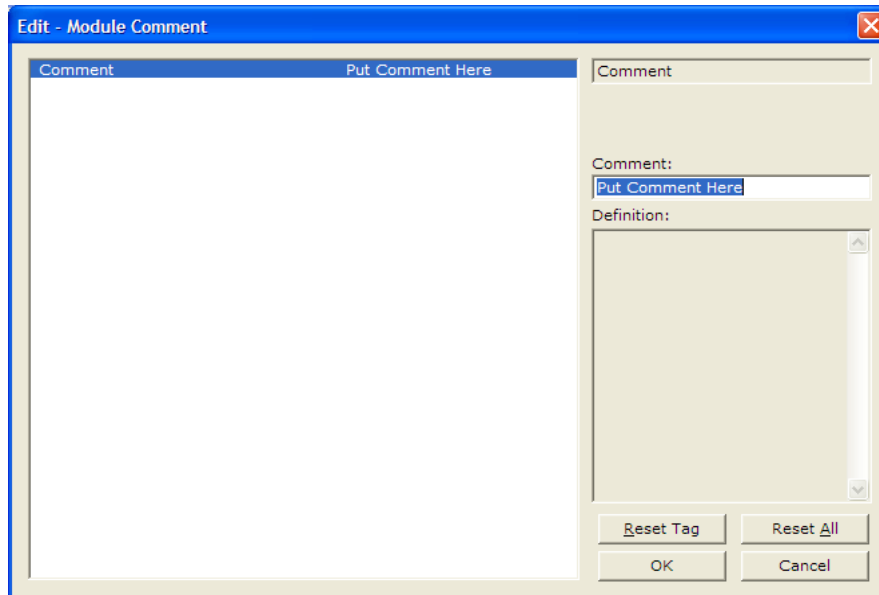 Edit - Module Comment
Comment Put Comment Here
Comment
Comment:
Put Comment Here
Definition:
Reset Tag Reset All
OK Cancel